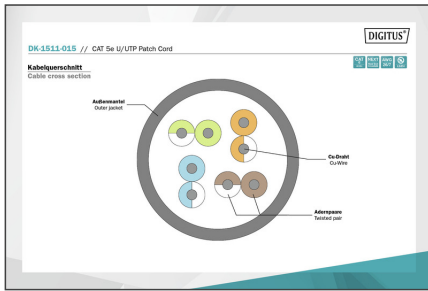 DIGITUS®
DK-1511-015 // CAT 5e U/UTP Patch Cord
Kabelquerschnitt
Cable cross section
Außenmantel
Outer jacket
Cu-Draht
Cu-Wire
Adernpaare
Twisted pair